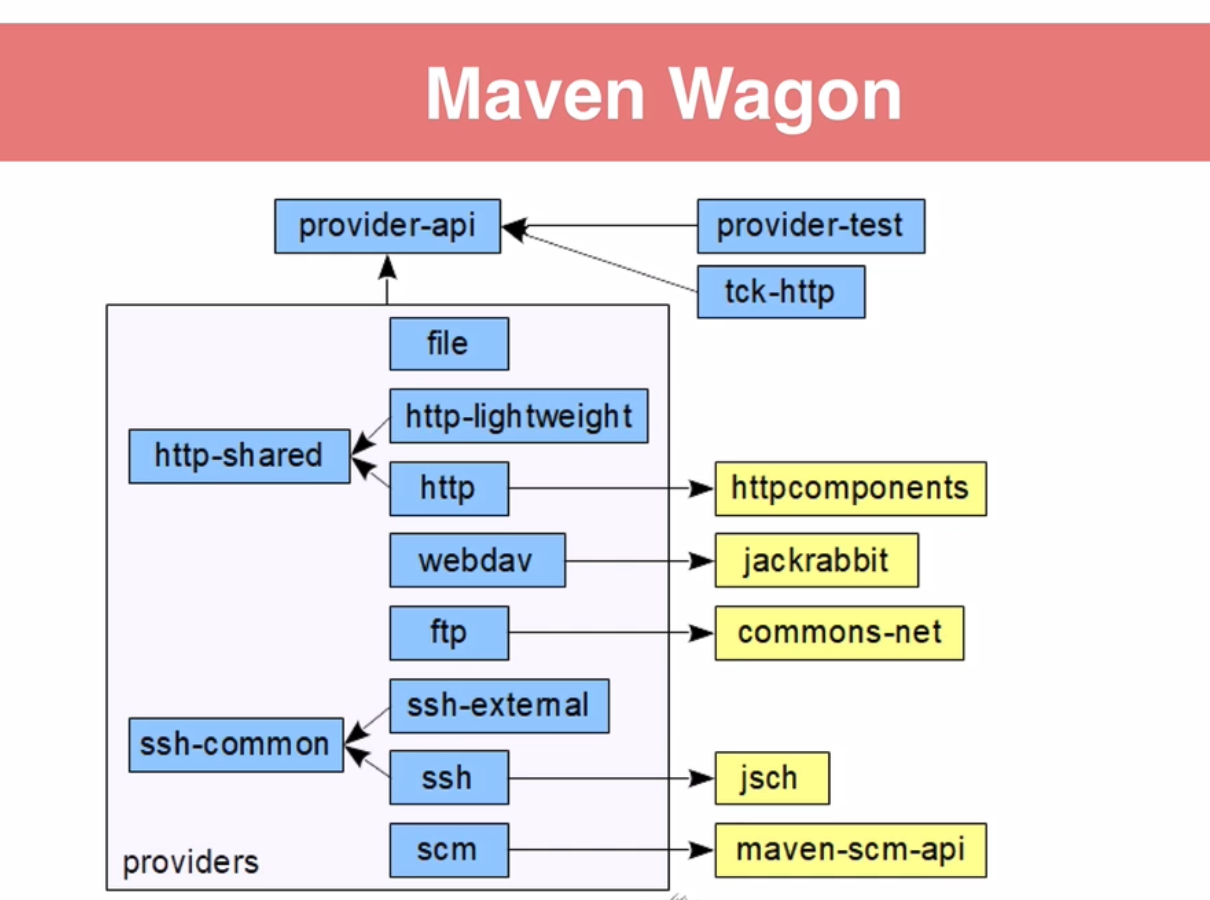 Maven Wagon
provider-api
provider-test
tck-http
file
http-lightweight
http-shared
http
httpcomponents
webdav
jackrabbit
ftp
commons-net
ssh-external
ssh-common
ssh
jsch
scm
maven-scm-api
providers